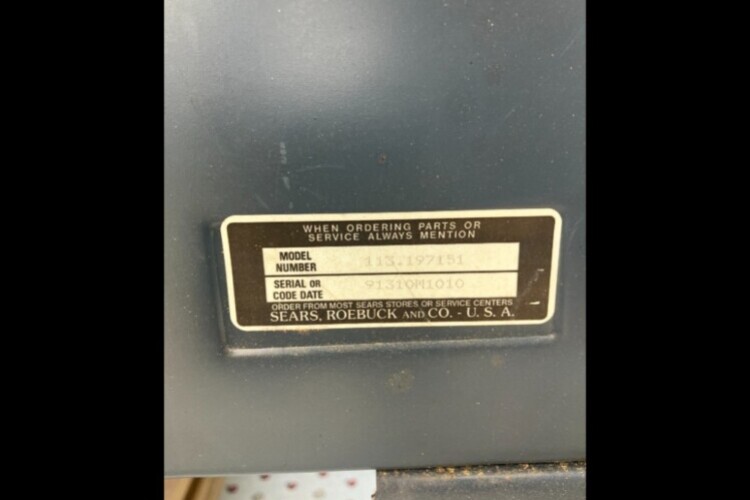 WHEN ORDERING PARTS OR
SERVICE ALWAYS MENTION
MODEL
NUMBER
113.197151
SERIAL OR
CODE DATE
91310M1010
ORDER FROM MOST SEARS STORES OR SERVICE CENTERS
SEARS, ROEBUCK AND CO. - U. S. A.